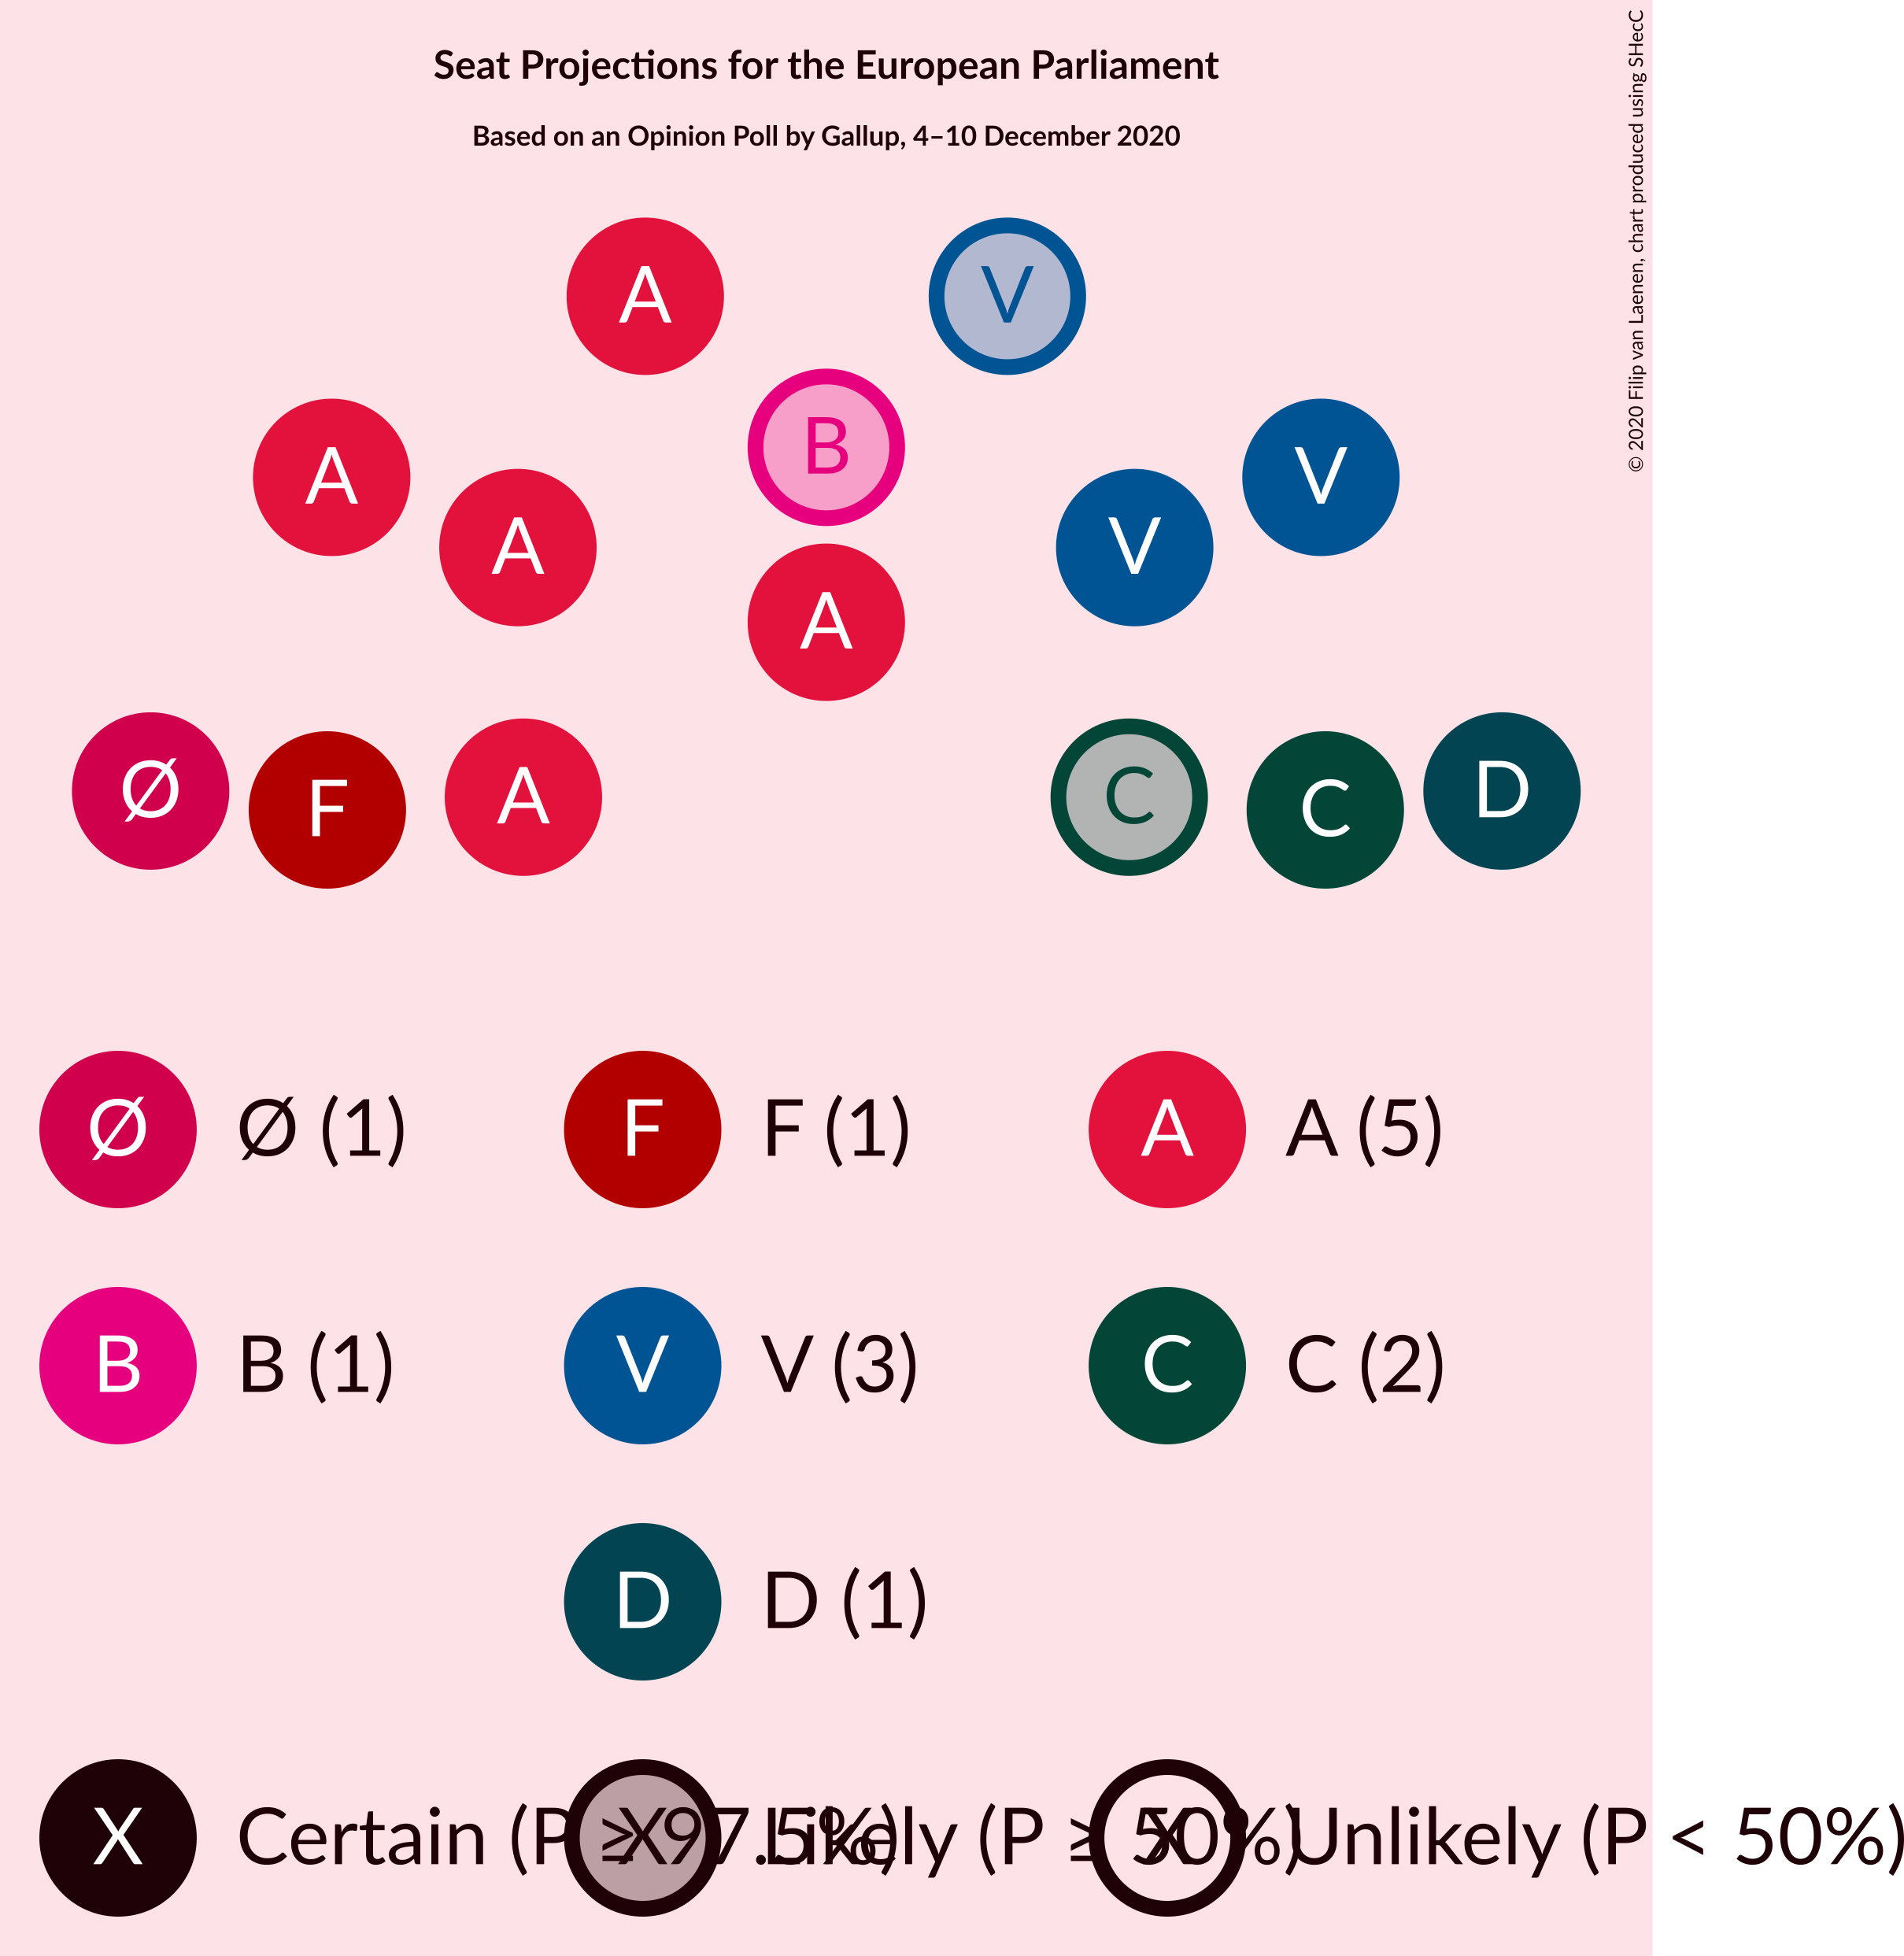 Seat Projections for the European Parliament
Based on an Opinion Poll by Gallup, 4–10 December 2020
© 2020 Filip van Laenen, chart produced using SHecC
A
V
B
A
V
A
V
A
Ø
F
A
C
C
D
Ø Ø (1)
F F (1)
A A (5)
B B (1)
V V (3)
C C (2)
D D (1)
X Certain (P ≥ 97.5%)
X Likely (P ≥ 50%)
X Unlikely (P < 50%)